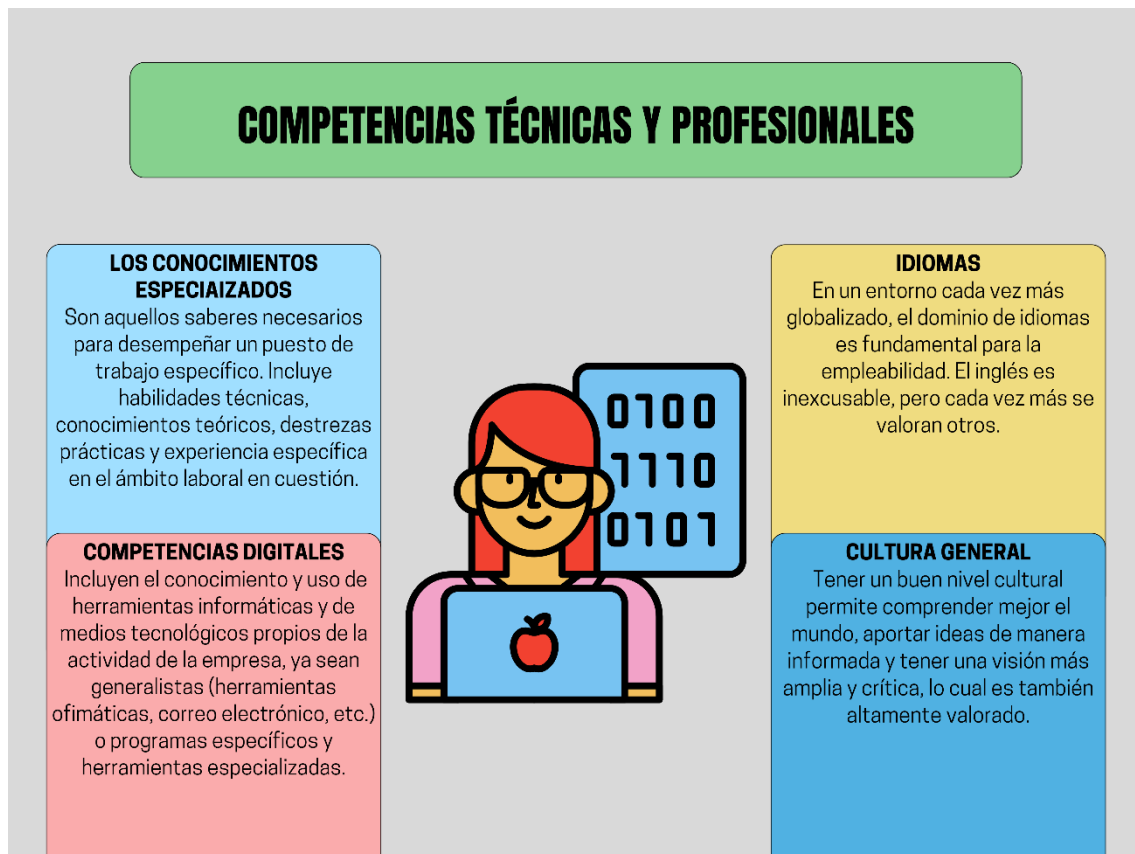 COMPETENCIAS TÉCNICAS Y PROFESIONALES
LOS CONOCIMIENTOS
ESPECIAIZADOS
Son aquellos saberes necesarios
para desempeñar un puesto de
trabajo específico. Incluye
habilidades técnicas,
conocimientos teóricos, destrezas
prácticas y experiencia específica
en el ámbito laboral en cuestión.
COMPETENCIAS DIGITALES
Incluyen el conocimiento y uso de
herramientas informáticas y de
medios tecnológicos propios de la
actividad de la empresa, ya sean
generalistas (herramientas
ofimáticas, correo electrónico, etc.)
o programas específicos y
herramientas especializadas.
0100
1110
0101
IDIOMAS
En un entorno cada vez más
globalizado, el dominio de idiomas
es fundamental para la
empleabilidad. El inglés es
inexcusable, pero cada vez más se
valoran otros.
CULTURA GENERAL
Tener un buen nivel cultural
permite comprender mejor el
mundo, aportar ideas de manera
informada y tener una visión más
amplia y crítica, lo cual es también
altamente valorado.